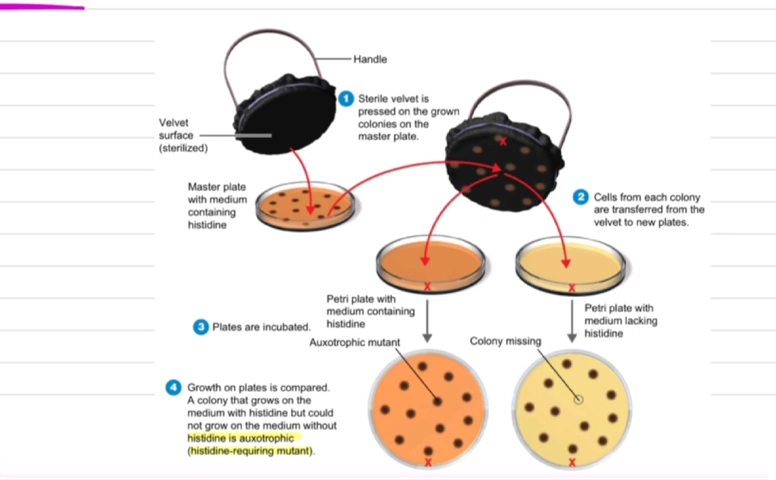 Handle
1 Sterile velvet is
pressed on the grown
colonies on the
master plate.
Velvet
surface
(sterilized)
X
Master plate
with medium
containing
histidine
2 Cells from each colony
are transferred from the
velvet to new plates.
X
X
Petri plate with
medium containing
histidine
Petri plate with
medium lacking
histidine
3 Plates are incubated.
Auxotrophic mutant
Colony missing
4 Growth on plates is compared.
A colony that grows on the
medium with histidine but could
not grow on the medium without
histidine is auxotrophic
(histidine-requiring mutant).
X
X